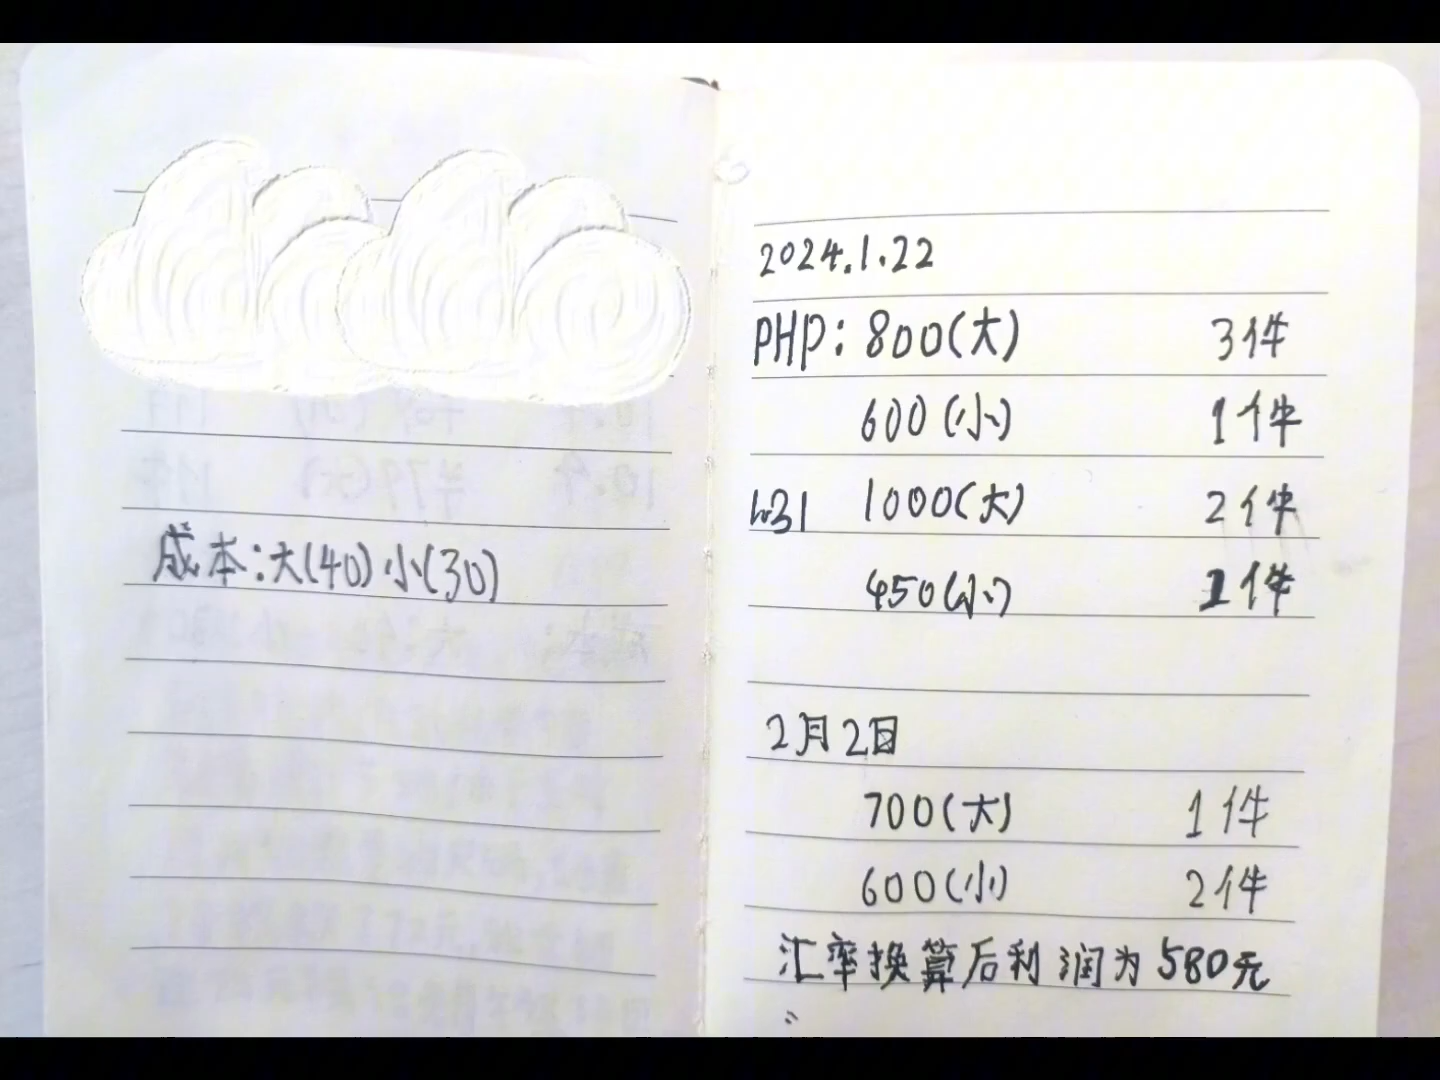 成本:大(40)小(30)
2024.1.22
PHP:800(大) 3件
600(小) 1件
1.31 1000(大) 2件
450(小) 1件
2月2日
700(大) 1件
600(小) 2件
汇率换算后利润为580元